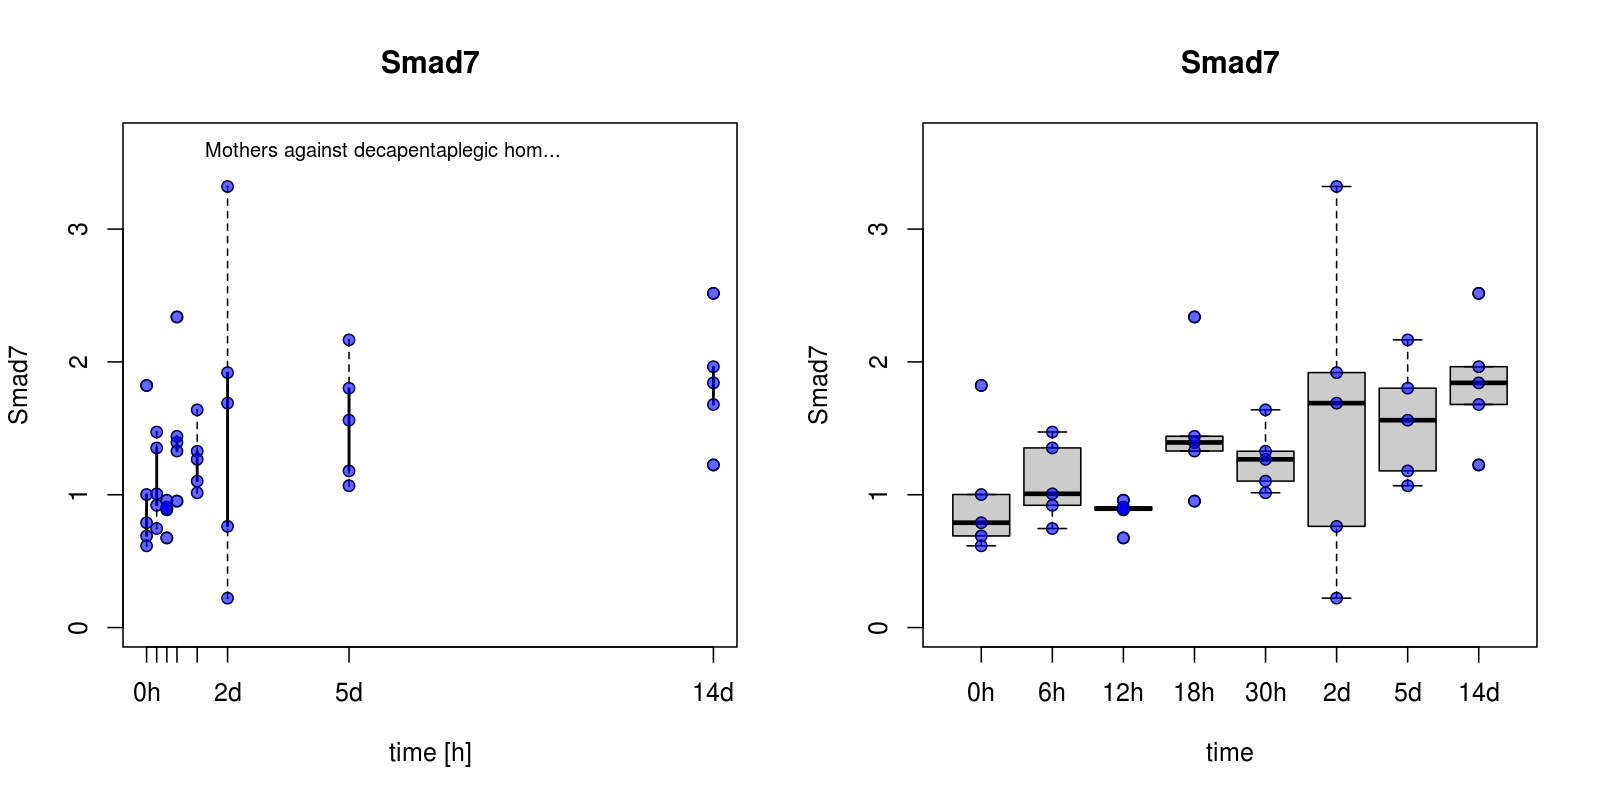 Smad7
Mothers against decapentaplegic hom...
Smad7
3
2
1
0
0h 2d 5d 14d
time [h]
Smad7
Smad7
3
2
1
0
0h 6h 12h 18h 30h 2d 5d 14d
time